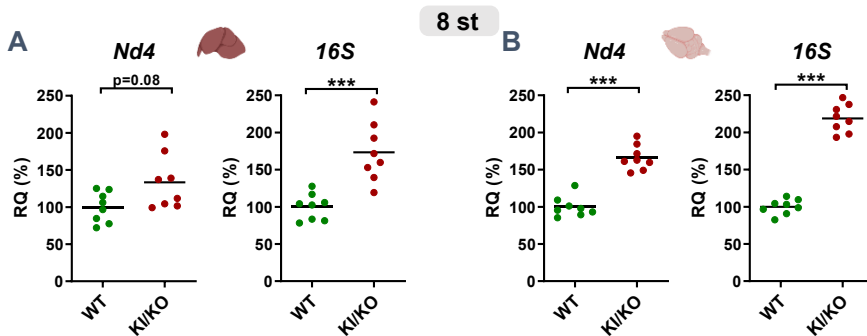 8 st
A
Nd4
16S
B
Nd4
16S
p=0.08
***
***
***
RQ (%)
250
200
150
100
50
0
WT
KI/KO
RQ (%)
250
200
150
100
50
0
WT
KI/KO
RQ (%)
250
200
150
100
50
0
WT
KI/KO
RQ (%)
250
200
150
100
50
0
WT
KI/KO